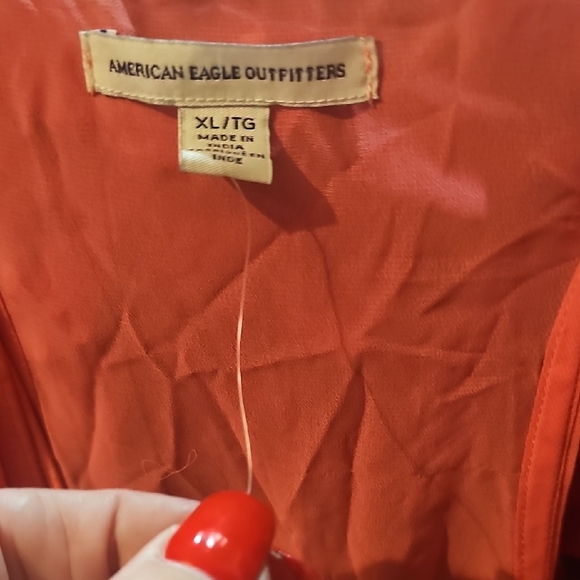 AMERICAN EAGLE OUTFITTERS
XL/TG
MADE IN
INDIA
INDE